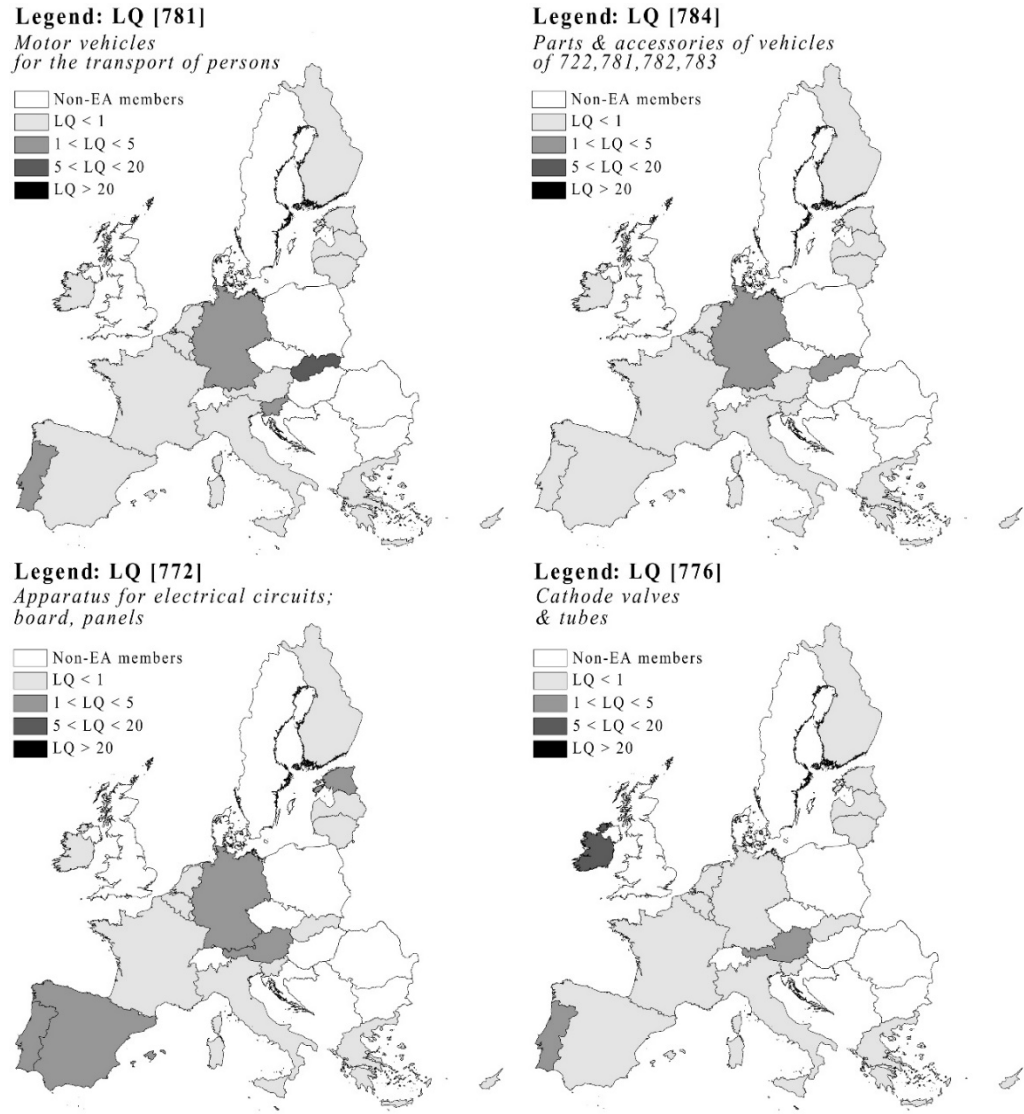 Legend: LQ [781]
Motor vehicles
for the transport of persons
Non-EA members
LQ < 1
1 < LQ < 5
5 < LQ < 20
LQ > 20
Legend: LQ [784]
Parts & accessories of vehicles
of 722,781,782,783
Non-EA members
LQ < 1
1 < LQ < 5
5 < LQ < 20
LQ > 20
Legend: LQ [772]
Apparatus for electrical circuits;
board, panels
Non-EA members
LQ < 1
1 < LQ < 5
5 < LQ < 20
LQ > 20
Legend: LQ [776]
Cathode valves
& tubes
Non-EA members
LQ < 1
1 < LQ < 5
5 < LQ < 20
LQ > 20